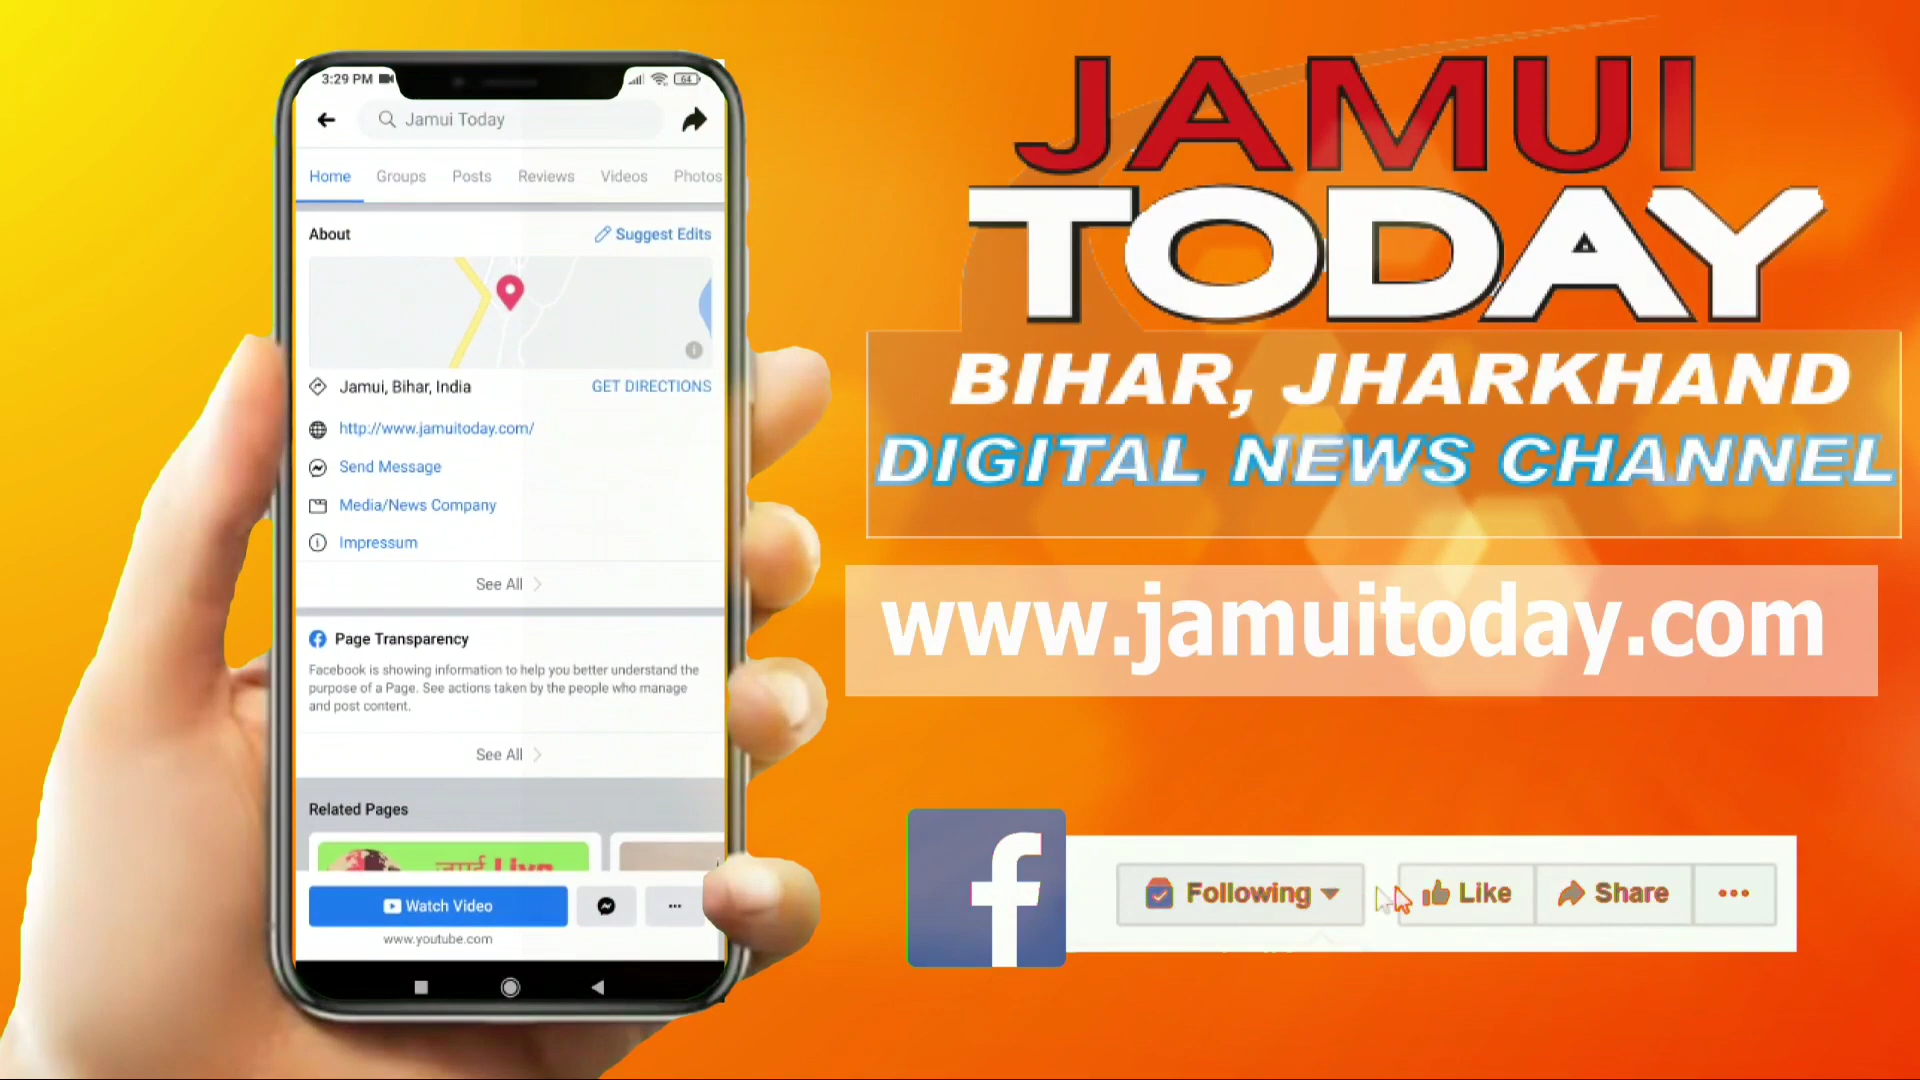 3:29 PM
64
Jamui Today
Home Groups Posts Reviews Videos Photos
About
Suggest Edits
Jamui, Bihar, India
GET DIRECTIONS
http://www.jamuitoday.com/
Send Message
Media/News Company
Impressum
See All
Page Transparency
Facebook is showing information to help you better understand the
purpose of a Page. See actions taken by the people who manage
and post content.
See All
Related Pages
जमुई Live
Watch Video
www.youtube.com
JAMUI
TODAY
BIHAR, JHARKHAND
DIGITAL NEWS CHANNEL
www.jamuitoday.com
f
Following Like Share